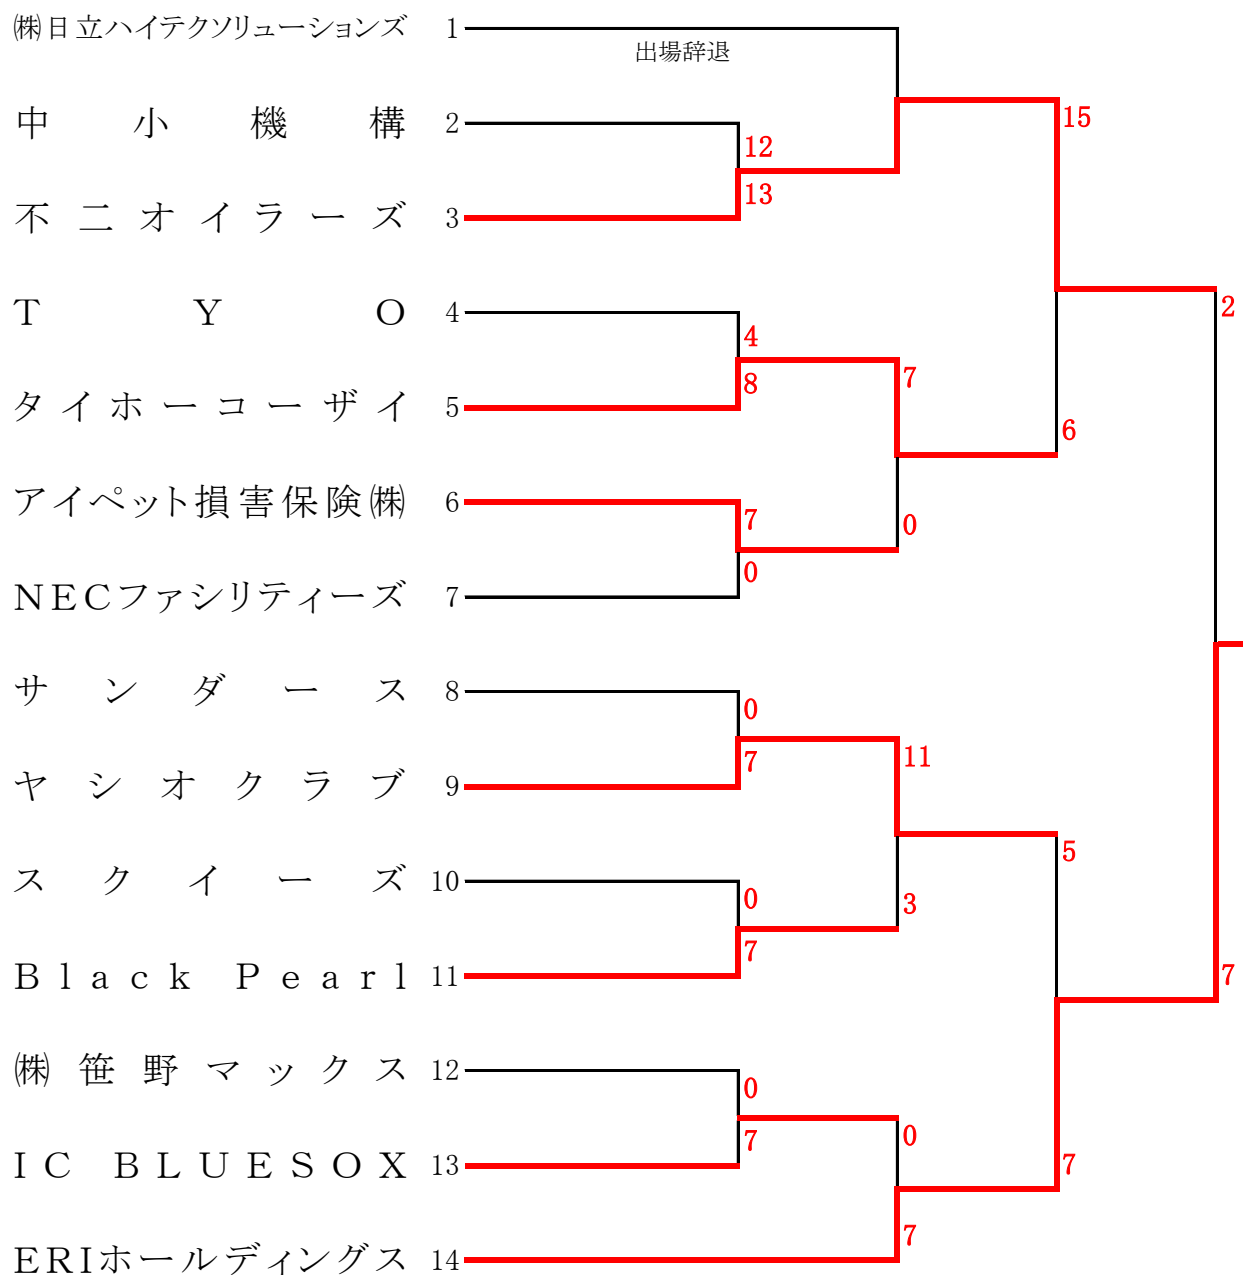 ㈱日立ハイテクソリューションズ 1
出場辞退
中小機構 2
12
15
不二オイラーズ 3
13
TYO 4
4
2
タイホーコーザイ 5
8
7
6
アイペット損害保険㈱ 6
7
0
NECファシリティーズ 7
0
サンダース 8
0
ヤシオクラブ 9
7
11
スクイーズ 10
0
3
5
Black Pearl 11
7
7
㈱笹野マックス 12
0
IC BLUESOX 13
7
0
7
ERIホールディングス 14
7